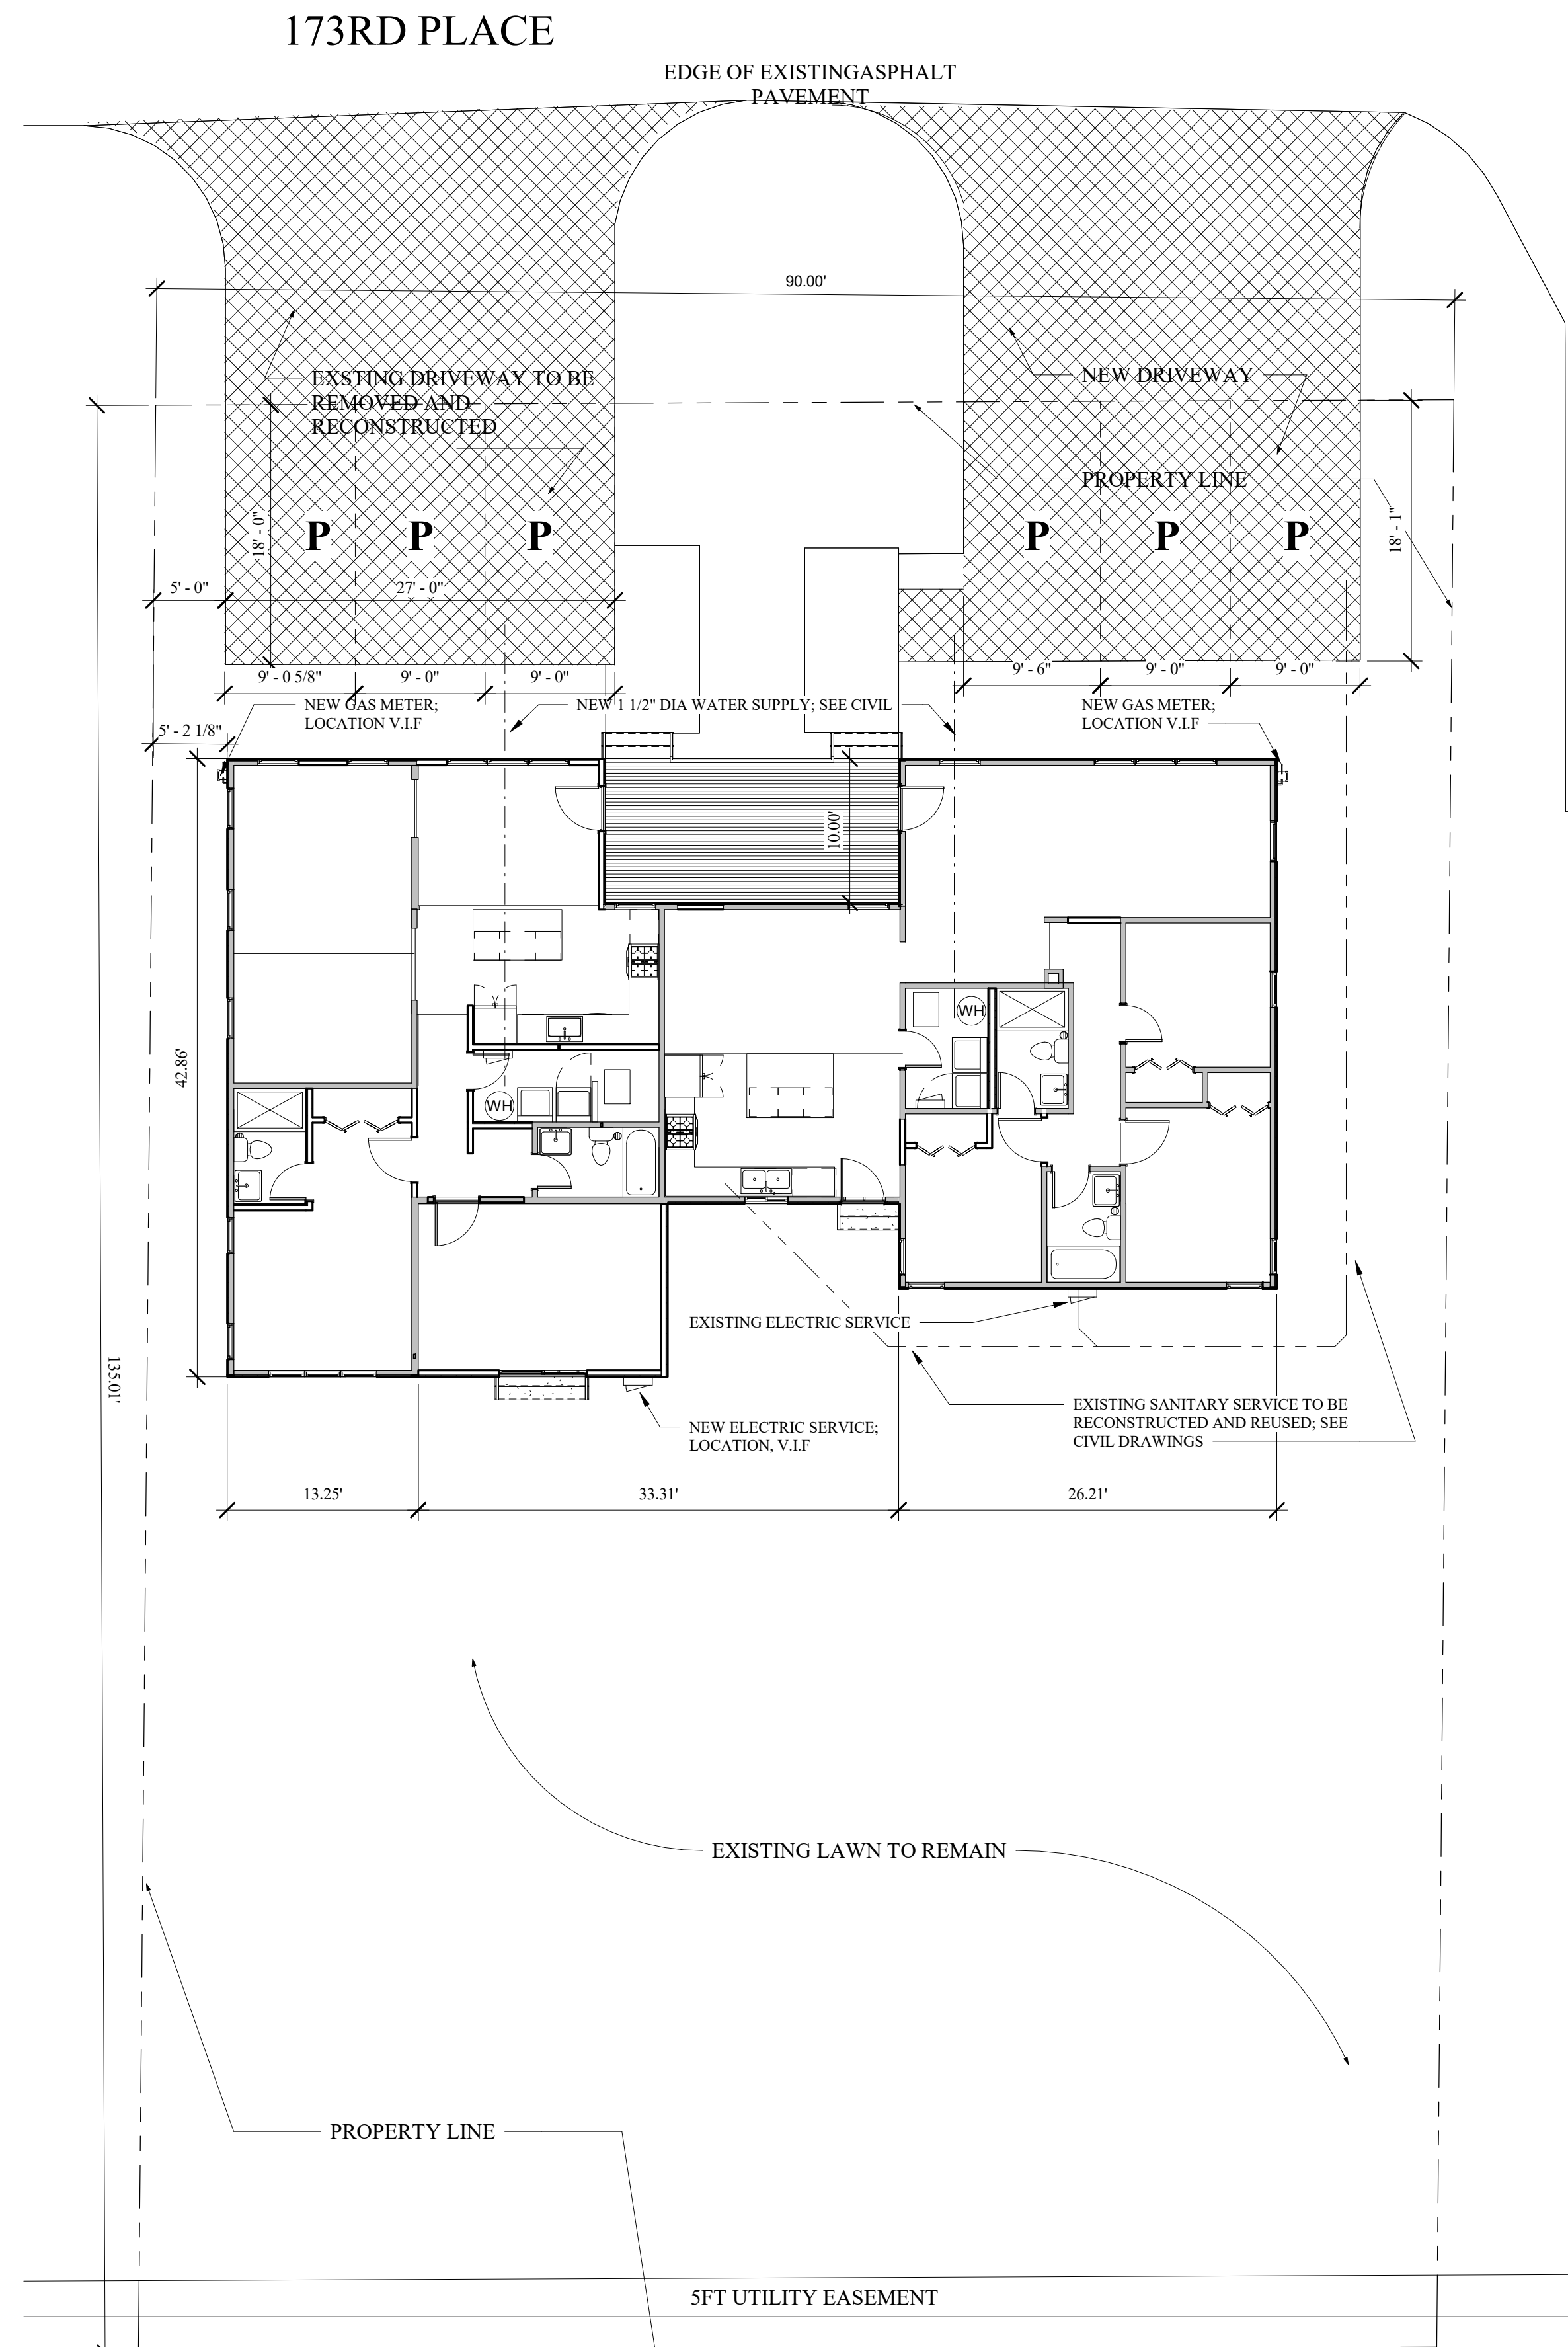 173RD PLACE
EDGE OF EXISTINGASPHALT
PAVEMENT
90.00'
EXSTING DRIVEWAY TO BE
REMOVED AND
RECONSTRUCTED
NEW DRIVEWAY
PROPERTY LINE
18' - 0"
P P P
P P P
18' - 1"
5' - 0"
27' - 0"
9' - 0 5/8"
9' - 0"
9' - 0"
9' - 6"
9' - 0"
9' - 0"
NEW GAS METER;
LOCATION V.I.F
NEW 1 1/2" DIA WATER SUPPLY; SEE CIVIL
NEW GAS METER;
LOCATION V.I.F
5' - 2 1/8"
10.00'
WH
42.86'
WH
EXISTING ELECTRIC SERVICE
135.01'
EXISTING SANITARY SERVICE TO BE
RECONSTRUCTED AND REUSED; SEE
CIVIL DRAWINGS
NEW ELECTRIC SERVICE;
LOCATION, V.I.F
13.25'
33.31'
26.21'
EXISTING LAWN TO REMAIN
PROPERTY LINE
5FT UTILITY EASEMENT